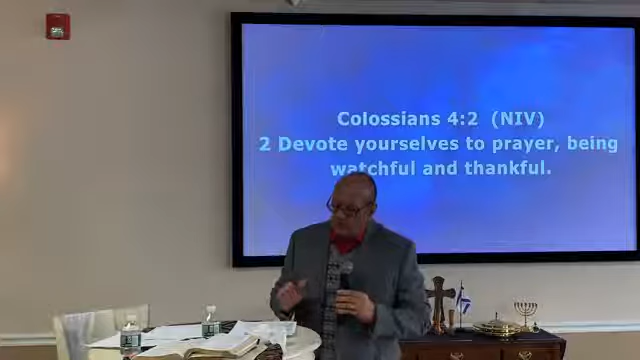 Colossians 4:2 (NIV)
2 Devote yourselves to prayer, being
watchful and thankful.